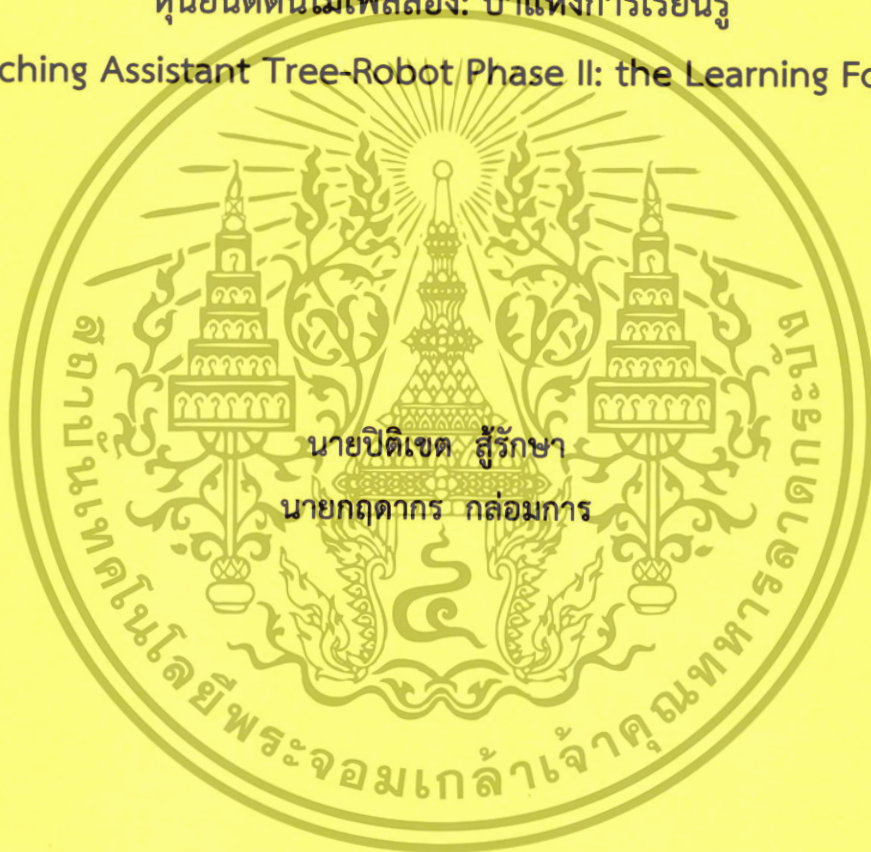 หุ่นยนต์ต้นไม้เฟสสอง: ป่าแห่งการเรียนรู้
ching Assistant Tree-Robot Phase II: the Learning Fo
นายปิติเขต สู้รักษา
นายกฤดากร กล่อมการ
สถาบันเทคโนโลยีพระจอมเกล้าเจ้าคุณทหารลาดกระบัง
๔